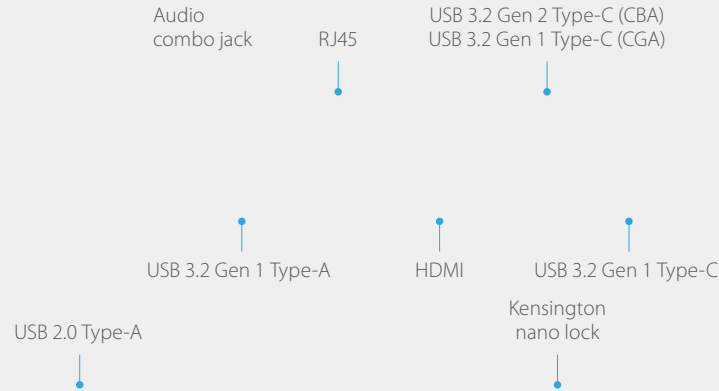 Audio
combo jack
RJ45
USB 3.2 Gen 2 Type-C (CBA)
USB 3.2 Gen 1 Type-C (CGA)
USB 3.2 Gen 1 Type-A
HDMI
USB 3.2 Gen 1 Type-C
Kensington
nano lock
USB 2.0 Type-A